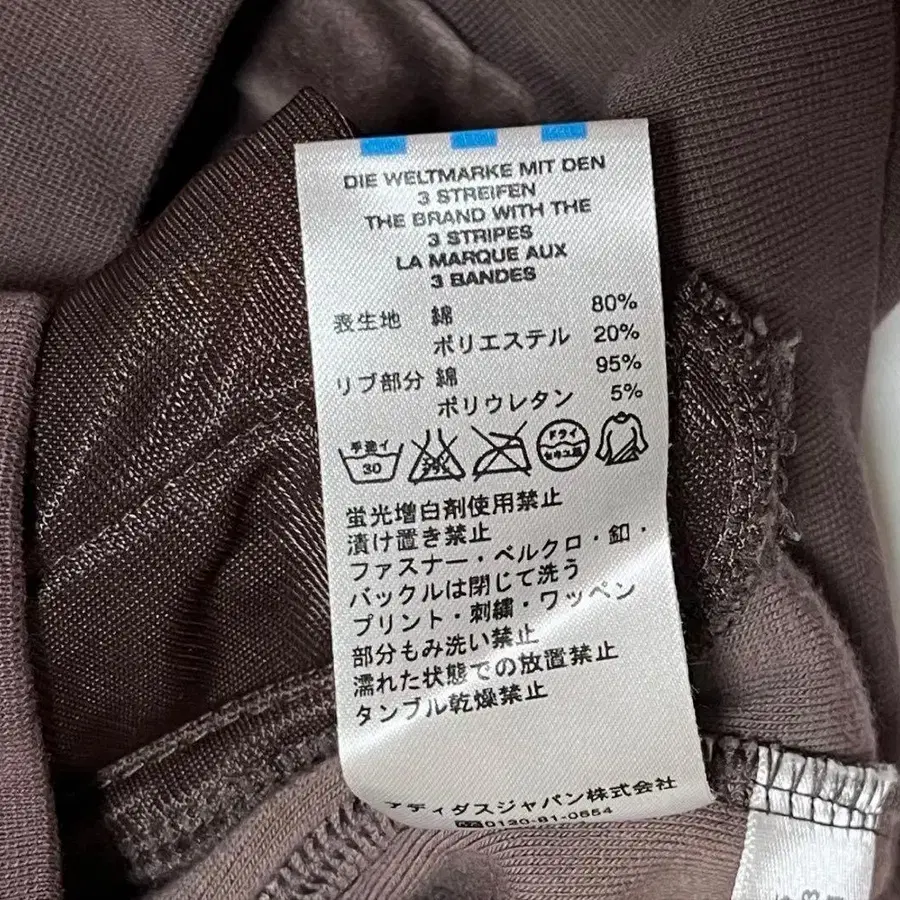 DIE WELTMARKE MIT DEN
3 STREIFEN
THE BRAND WITH THE
3 STRIPES
LA MARQUE AUX
3 BANDES
表生地 綿 80%
ポリエステル 20%
リブ部分 綿 95%
ポリウレタン 5%
手洗イ 30 ドライ セキユ系
蛍光増白剤使用禁止
漬け置き禁止
ファスナー・ベルクロ・釦・
バックルは閉じて洗う
プリント・刺繍・ワッペン
部分もみ洗い禁止
濡れた状態での放置禁止
タンブル乾燥禁止
アディダスジャパン株式会社
0120-81-0654